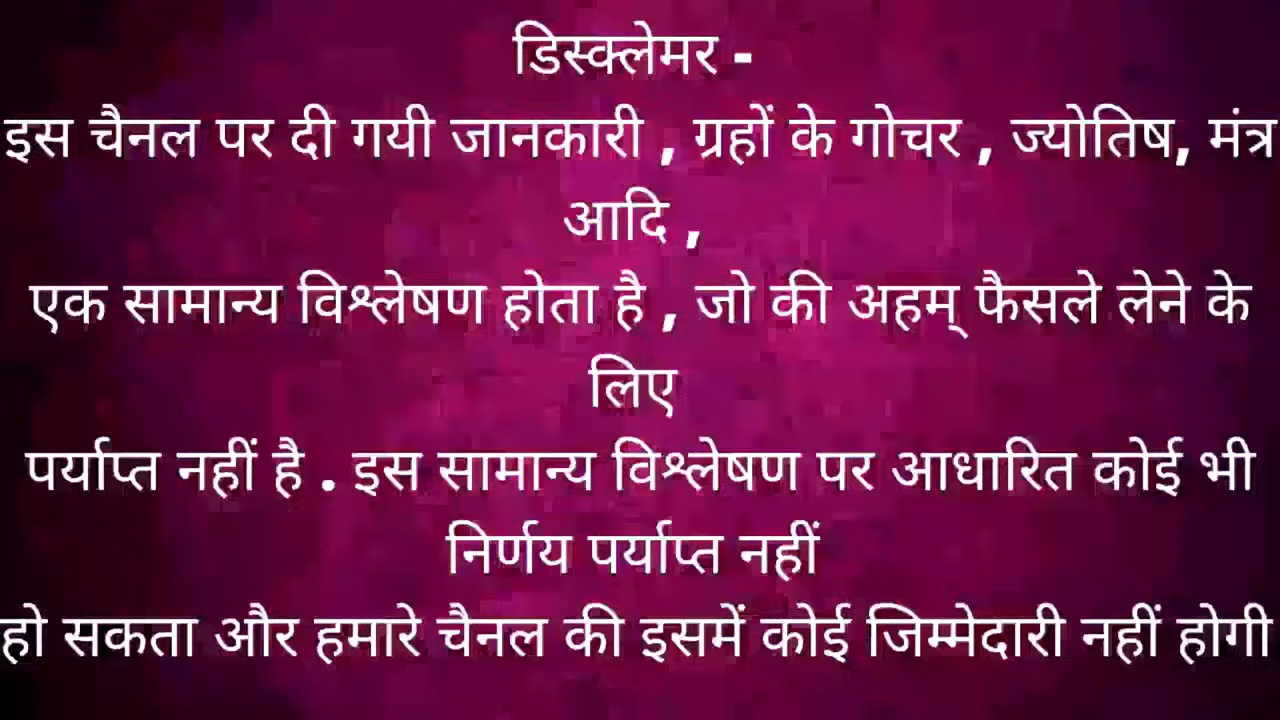 डिस्क्लेमर -
इस चैनल पर दी गयी जानकारी , ग्रहों के गोचर , ज्योतिष, मंत्र
आदि ,
एक सामान्य विश्लेषण होता है , जो की अहम् फैसले लेने के
लिए
पर्याप्त नहीं है . इस सामान्य विश्लेषण पर आधारित कोई भी
निर्णय पर्याप्त नहीं
हो सकता और हमारे चैनल की इसमें कोई जिम्मेदारी नहीं होगी